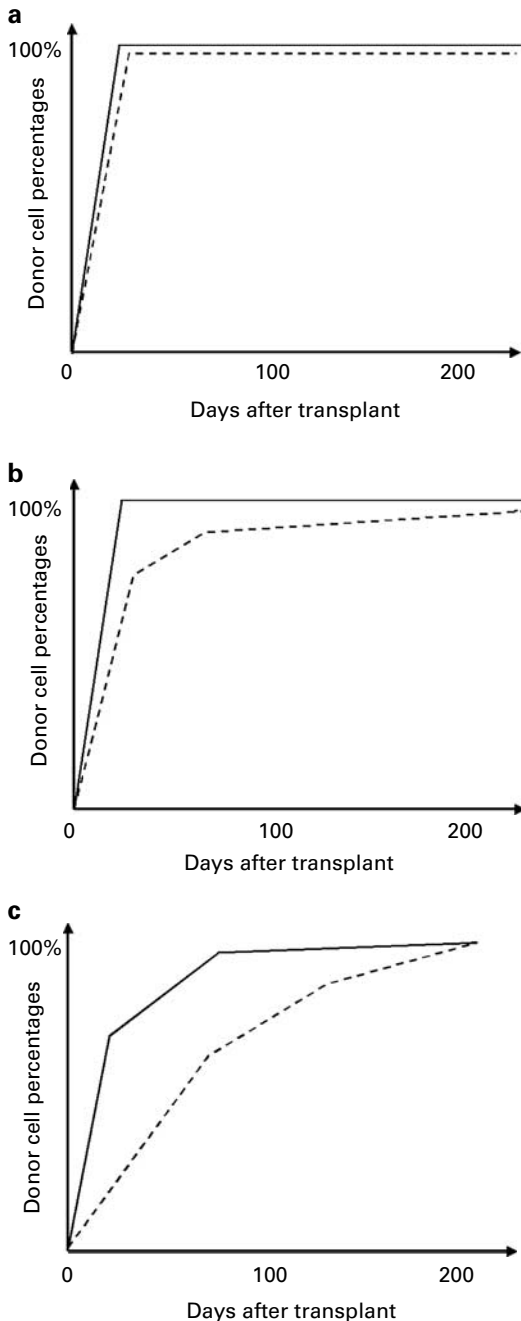 a
100%
Donor cell percentages
0 100 200
Days after transplant
b
100%
Donor cell percentages
0 100 200
Days after transplant
c
100%
Donor cell percentages
0 100 200
Days after transplant